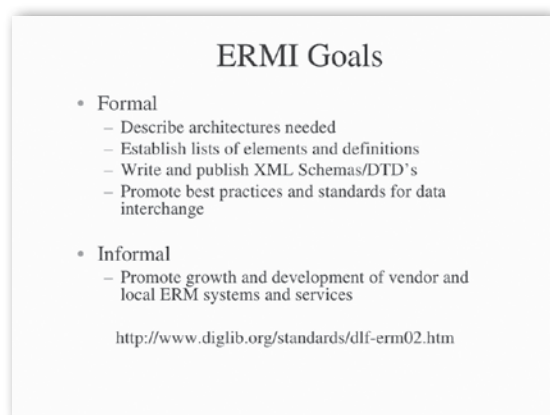 ERMI Goals
• Formal
– Describe architectures needed
– Establish lists of elements and definitions
– Write and publish XML Schemas/DTD's
– Promote best practices and standards for data
interchange
• Informal
– Promote growth and development of vendor and
local ERM systems and services
http://www.diglib.org/standards/dlf-erm02.htm